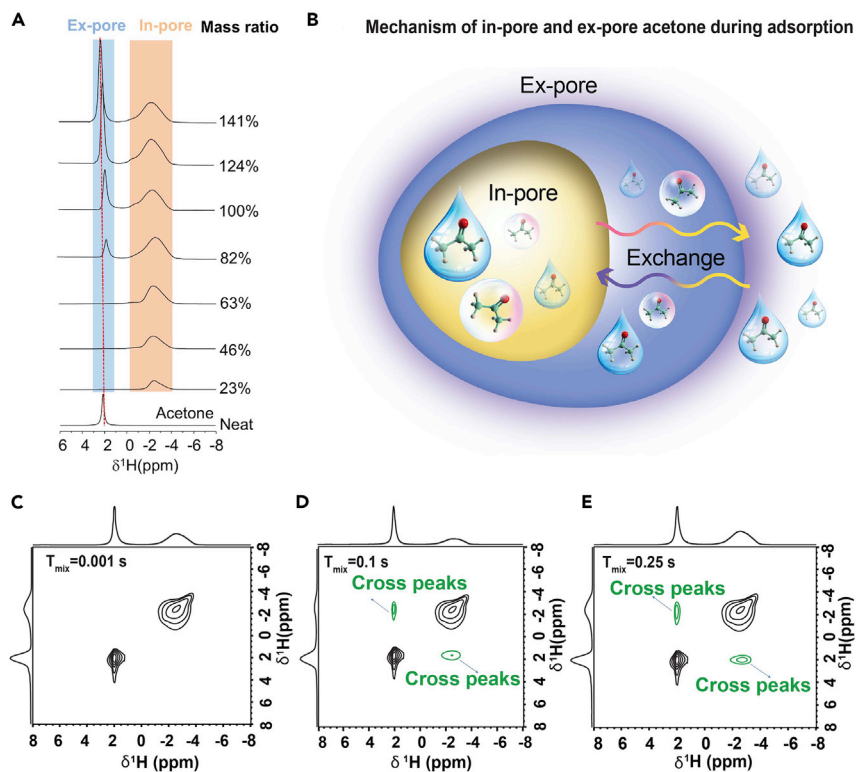 A
Ex-pore In-pore Mass ratio
141%
124%
100%
82%
63%
46%
23%
Acetone
Neat
6 4 2 0 -2 -4 -6 -8
δ¹H(ppm)
B
Mechanism of in-pore and ex-pore acetone during adsorption
Ex-pore
In-pore
Exchange
C
Tmix=0.001 s
-8
-6
-4
-2
0
2
4
6
8
δ¹H(ppm)
8 6 4 2 0 -2 -4 -6 -8
δ¹H (ppm)
D
Tmix=0.1 s
Cross peaks
Cross peaks
-8
-6
-4
-2
0
2
4
6
8
δ¹H(ppm)
8 6 4 2 0 -2 -4 -6 -8
δ¹H (ppm)
E
Tmix=0.25 s
Cross peaks
Cross peaks
-8
-6
-4
-2
0
2
4
6
8
δ¹H(ppm)
8 6 4 2 0 -2 -4 -6 -8
δ¹H (ppm)